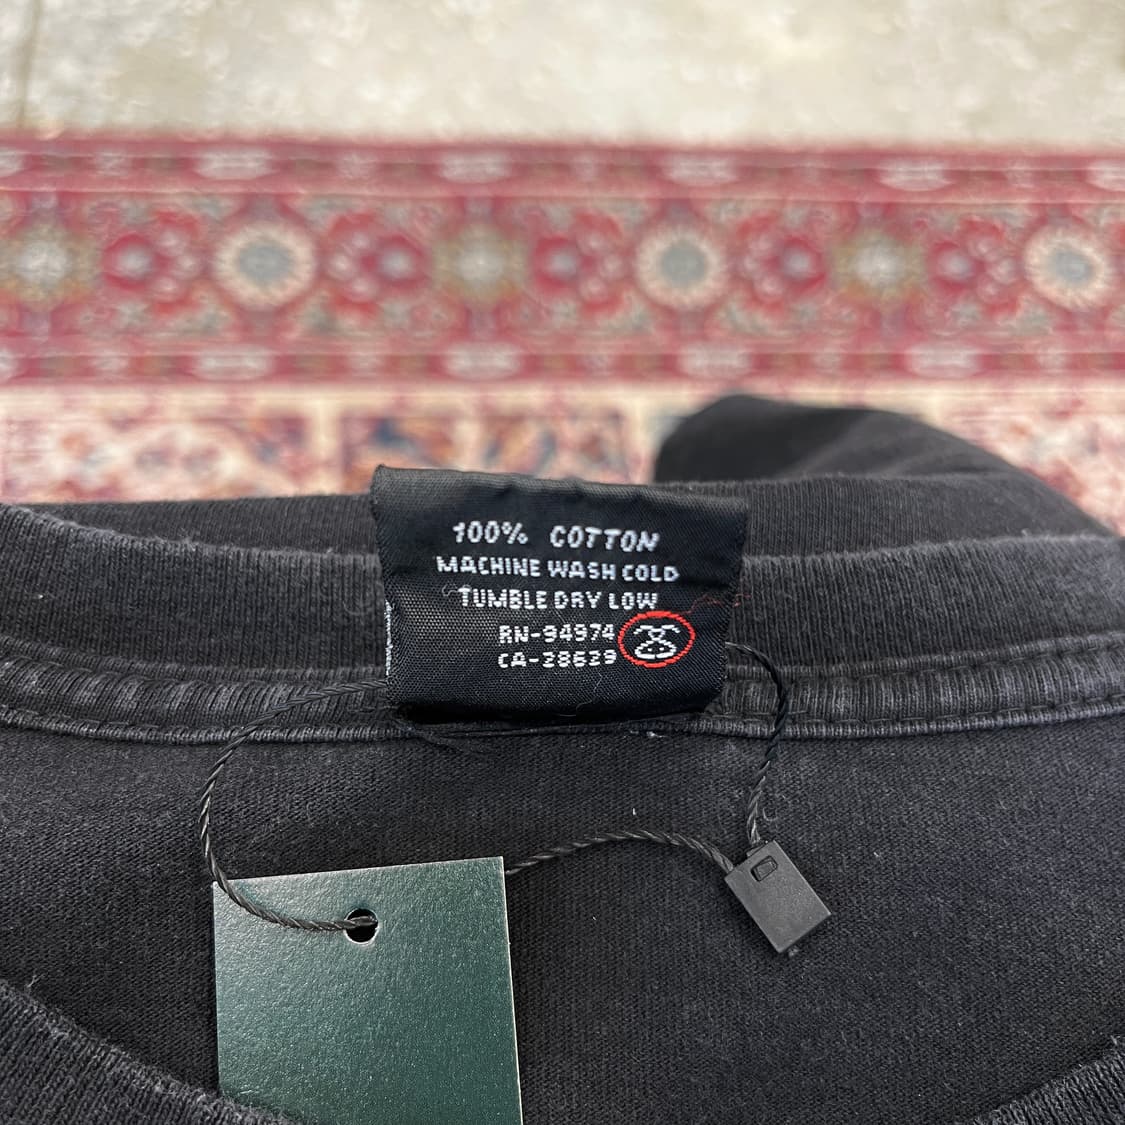 100% COTTON
MACHINE WASH COLD
TUMBLE DRY LOW
RN-94974
CA-28629